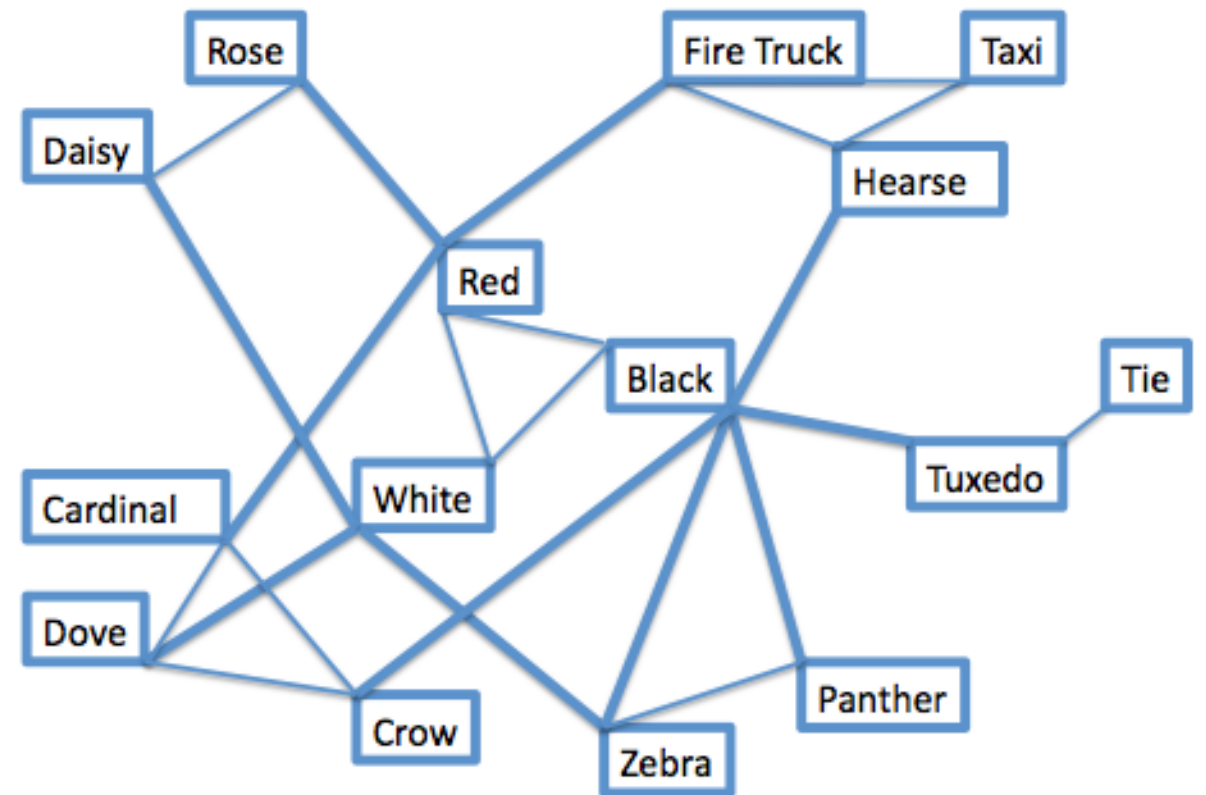 Rose
Fire Truck
Taxi
Daisy
Hearse
Red
Black
Tie
Cardinal
White
Tuxedo
Dove
Crow
Panther
Zebra